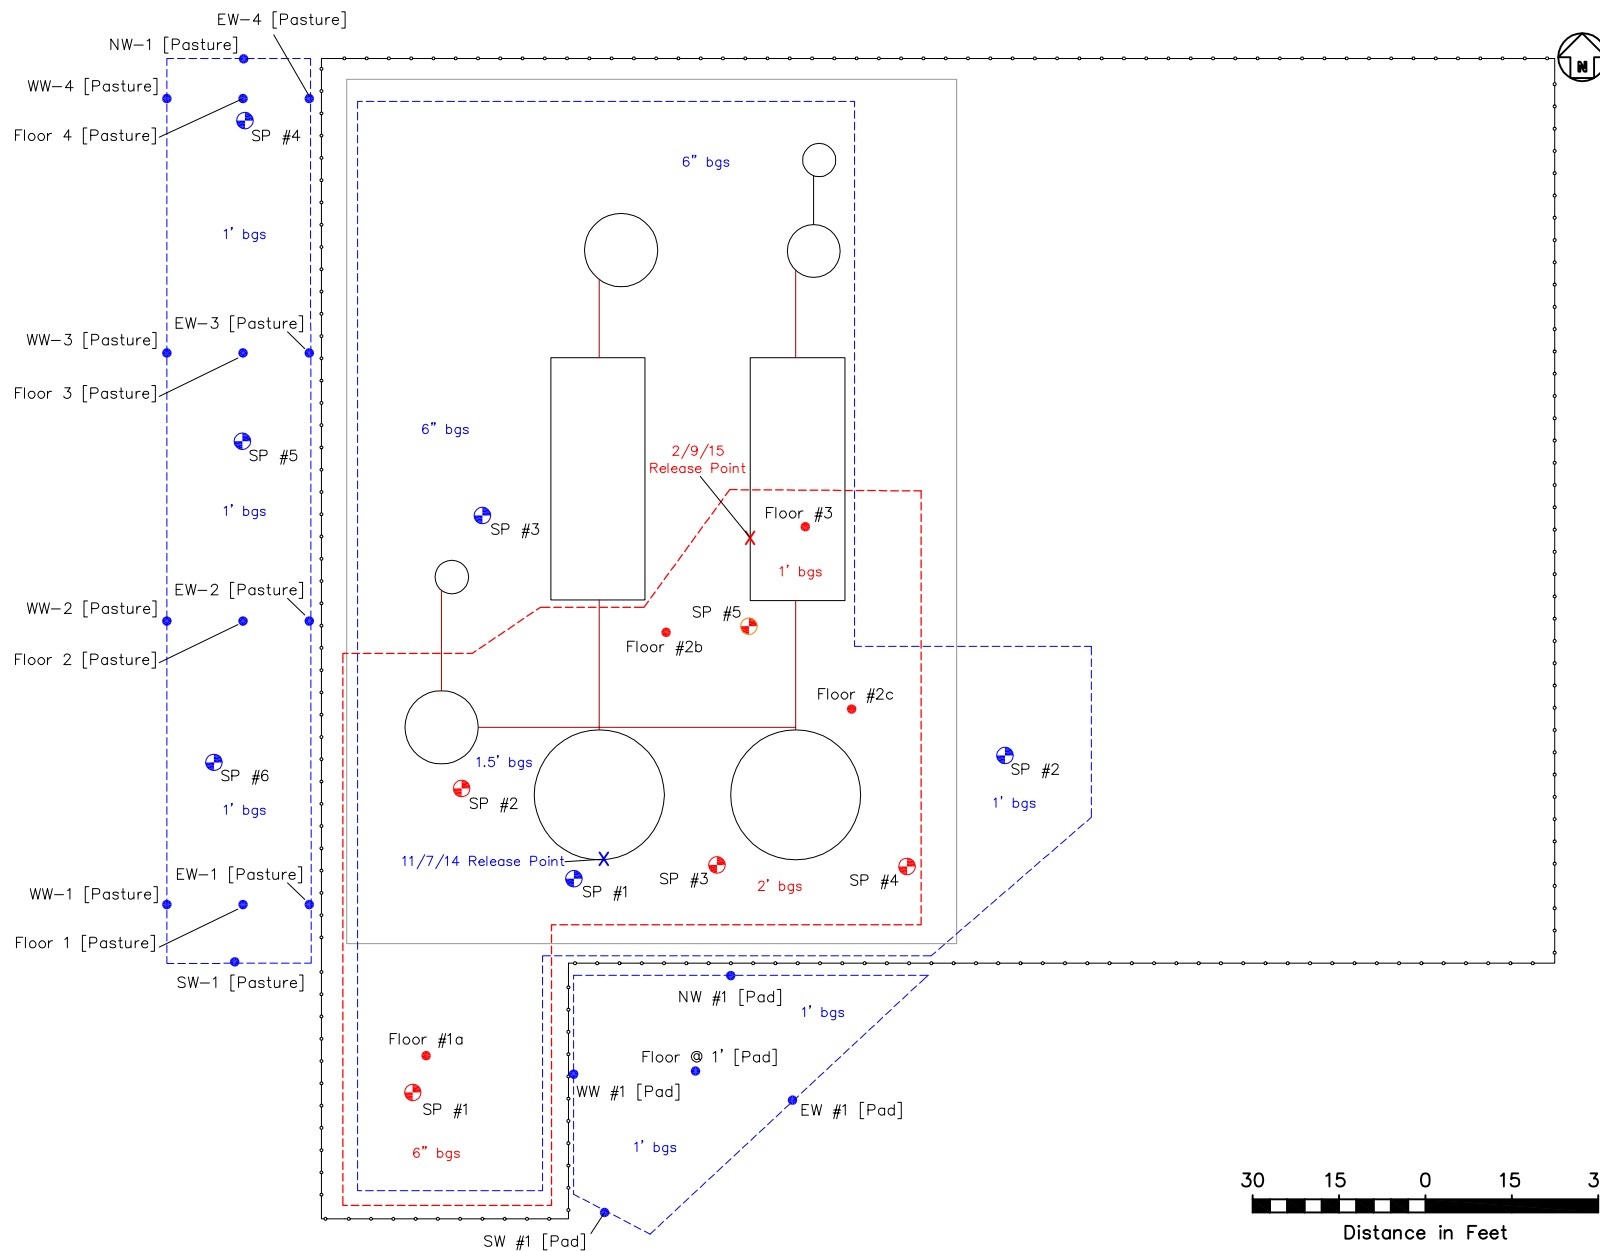 EW-4 [Pasture]
NW-1 [Pasture]
WW-4 [Pasture]
Floor 4 [Pasture]
SP #4
N
6" bgs
1' bgs
EW-3 [Pasture]
WW-3 [Pasture]
Floor 3 [Pasture]
6" bgs
SP #5
2/9/15
Release Point
1' bgs
SP #3
Floor #3
1' bgs
EW-2 [Pasture]
WW-2 [Pasture]
SP #5
Floor #2b
Floor 2 [Pasture]
Floor #2c
1.5' bgs
SP #6
SP #2
SP #2
1' bgs
1' bgs
11/7/14 Release Point
EW-1 [Pasture]
SP #3
2' bgs
SP #4
WW-1 [Pasture]
SP #1
Floor 1 [Pasture]
SW-1 [Pasture]
NW #1 [Pad]
1' bgs
Floor #1a
Floor @ 1' [Pad]
WW #1 [Pad]
SP #1
EW #1 [Pad]
6" bgs
1' bgs
SW #1 [Pad]
30 15 0 15 3
Distance in Feet